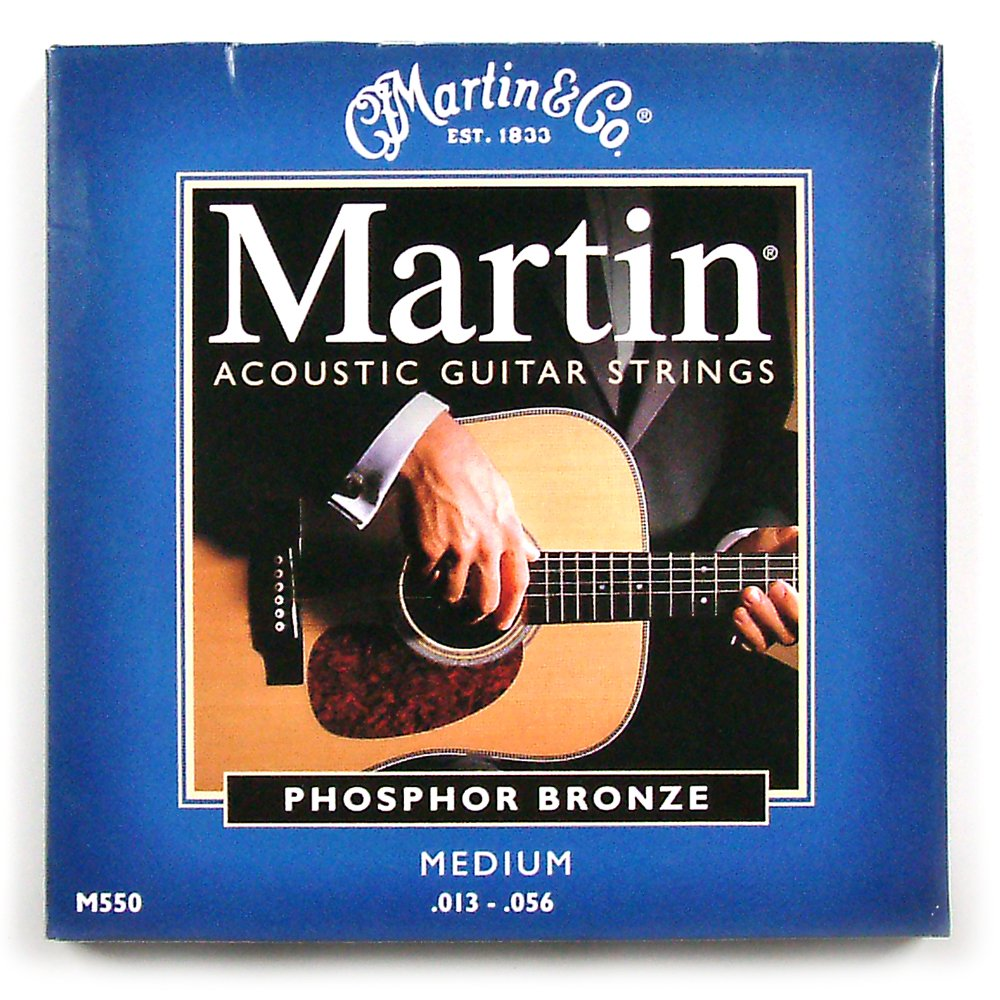 CFMartin & Co.®
EST. 1833
Martin®
ACOUSTIC GUITAR STRINGS
PHOSPHOR BRONZE
MEDIUM
M550 .013 - .056